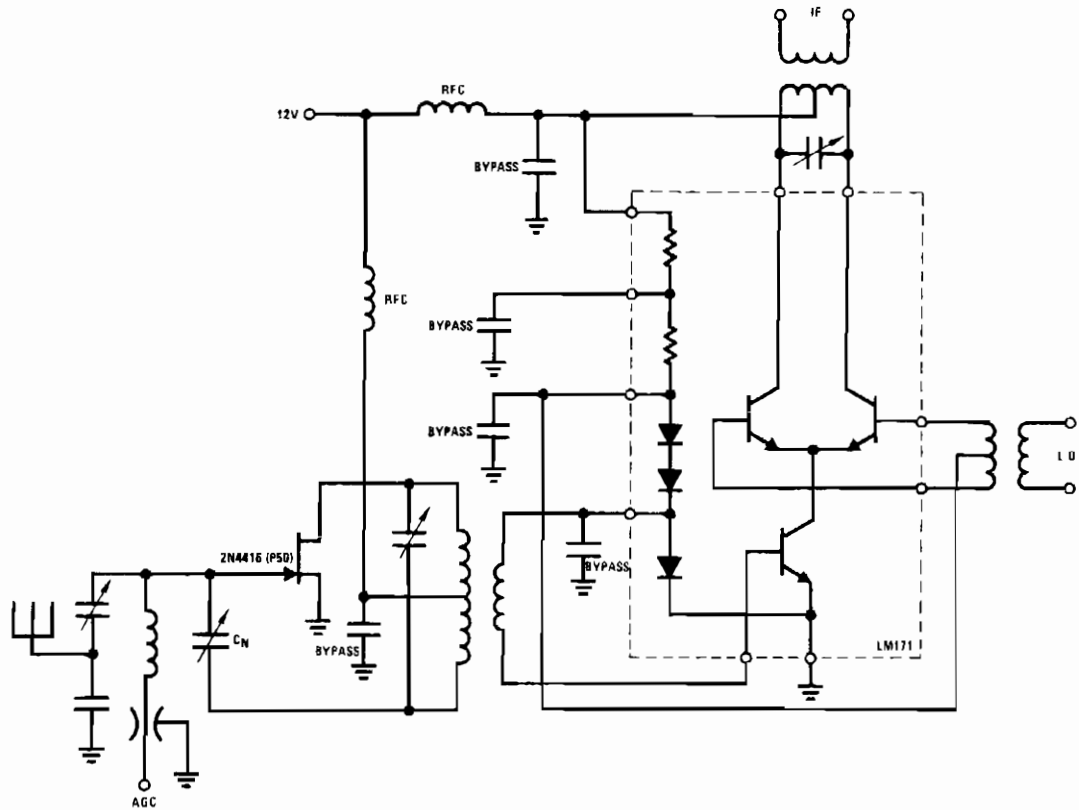 IF
RFC
12V
BYPASS
RFC
BYPASS
BYPASS
LO
2N4416 (P50)
BYPASS
CN
BYPASS
LM171
AGC